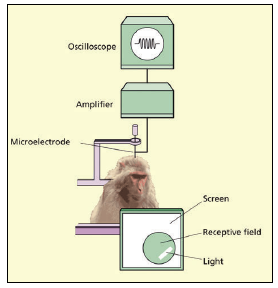 Oscilloscope
Amplifier
Microelectrode
Screen
Receptive field
Light